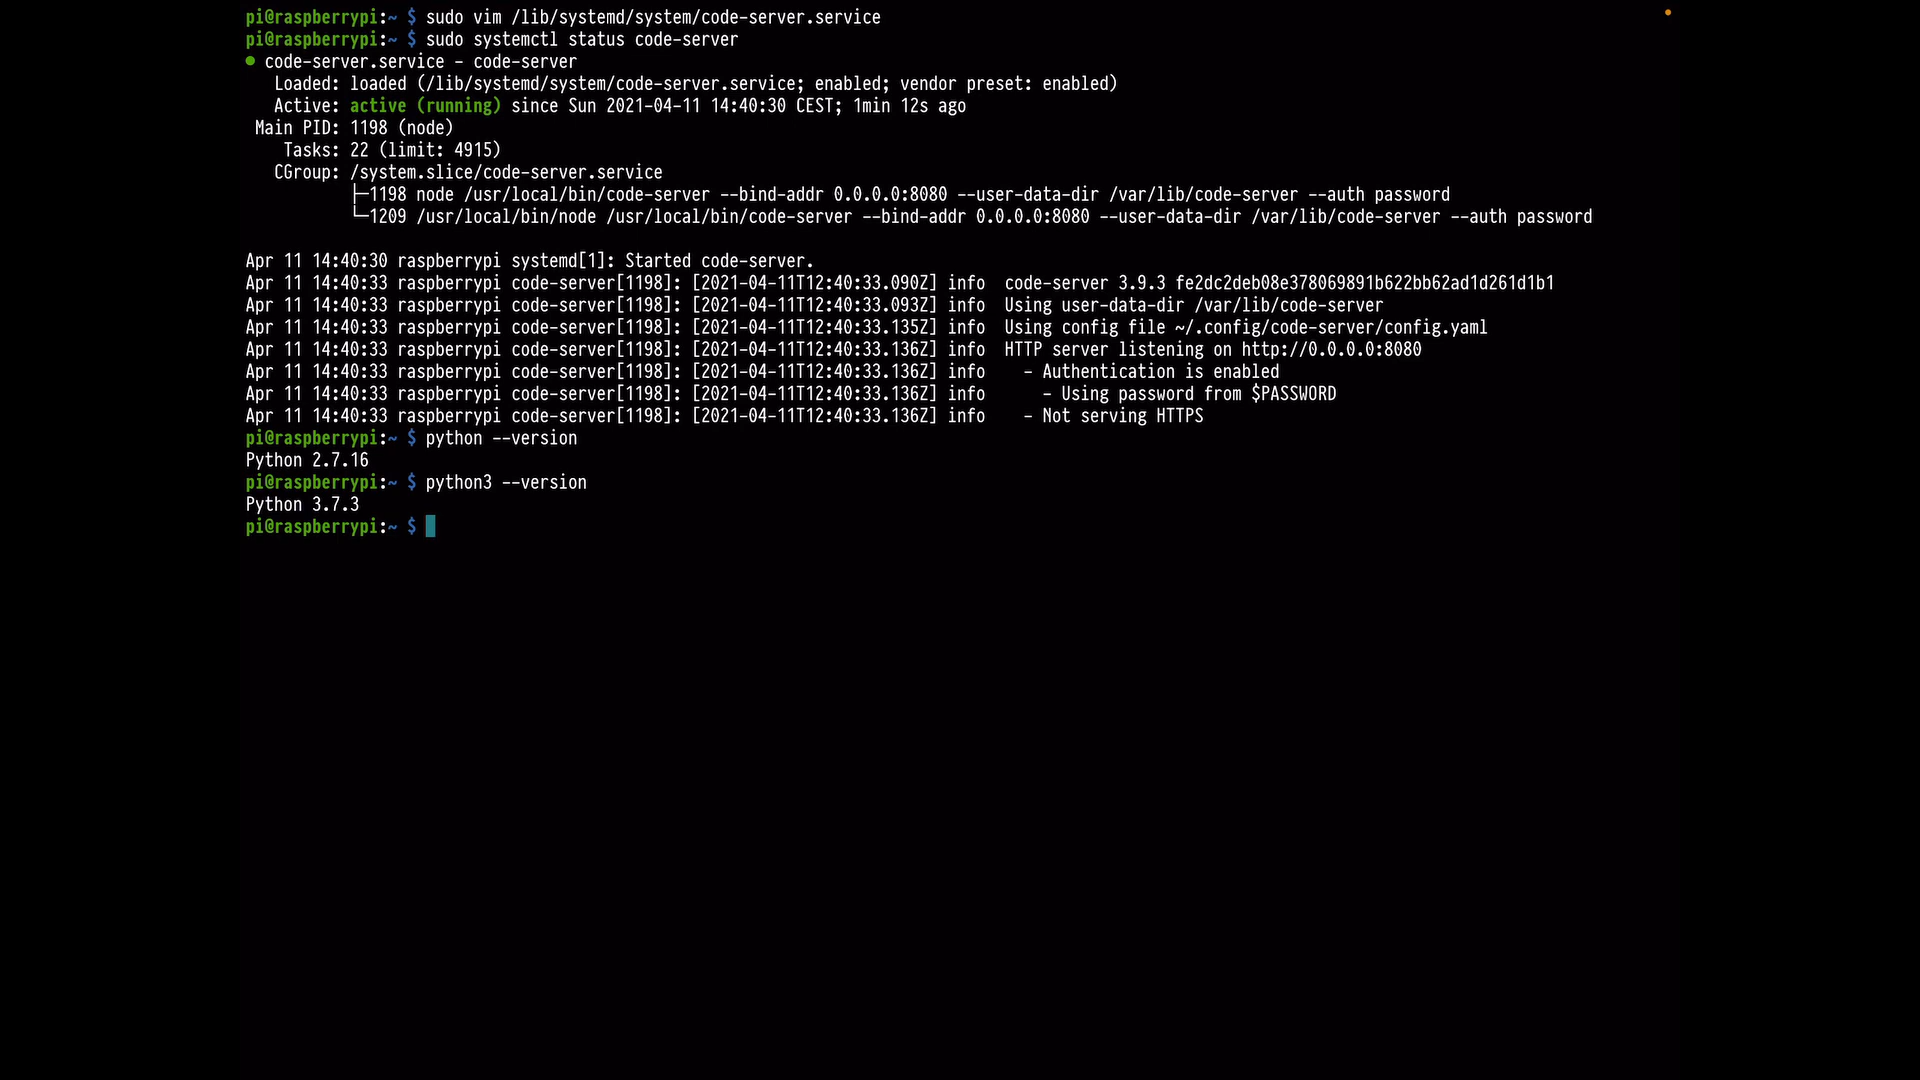 pi@raspberrypi:~ $ sudo vim /lib/systemd/system/code-server.service
pi@raspberrypi:~ $ sudo systemctl status code-server
● code-server.service - code-server
   Loaded: loaded (/lib/systemd/system/code-server.service; enabled; vendor preset: enabled)
   Active: active (running) since Sun 2021-04-11 14:40:30 CEST; 1min 12s ago
 Main PID: 1198 (node)
    Tasks: 22 (limit: 4915)
   CGroup: /system.slice/code-server.service
           ├─1198 node /usr/local/bin/code-server --bind-addr 0.0.0.0:8080 --user-data-dir /var/lib/code-server --auth password
           └─1209 /usr/local/bin/node /usr/local/bin/code-server --bind-addr 0.0.0.0:8080 --user-data-dir /var/lib/code-server --auth password

Apr 11 14:40:30 raspberrypi systemd[1]: Started code-server.
Apr 11 14:40:33 raspberrypi code-server[1198]: [2021-04-11T12:40:33.090Z] info  code-server 3.9.3 fe2dc2deb08e378069891b622bb62ad1d261d1b1
Apr 11 14:40:33 raspberrypi code-server[1198]: [2021-04-11T12:40:33.093Z] info  Using user-data-dir /var/lib/code-server
Apr 11 14:40:33 raspberrypi code-server[1198]: [2021-04-11T12:40:33.135Z] info  Using config file ~/.config/code-server/config.yaml
Apr 11 14:40:33 raspberrypi code-server[1198]: [2021-04-11T12:40:33.136Z] info  HTTP server listening on http://0.0.0.0:8080
Apr 11 14:40:33 raspberrypi code-server[1198]: [2021-04-11T12:40:33.136Z] info    - Authentication is enabled
Apr 11 14:40:33 raspberrypi code-server[1198]: [2021-04-11T12:40:33.136Z] info      - Using password from $PASSWORD
Apr 11 14:40:33 raspberrypi code-server[1198]: [2021-04-11T12:40:33.136Z] info    - Not serving HTTPS
pi@raspberrypi:~ $ python --version
Python 2.7.16
pi@raspberrypi:~ $ python3 --version
Python 3.7.3
pi@raspberrypi:~ $